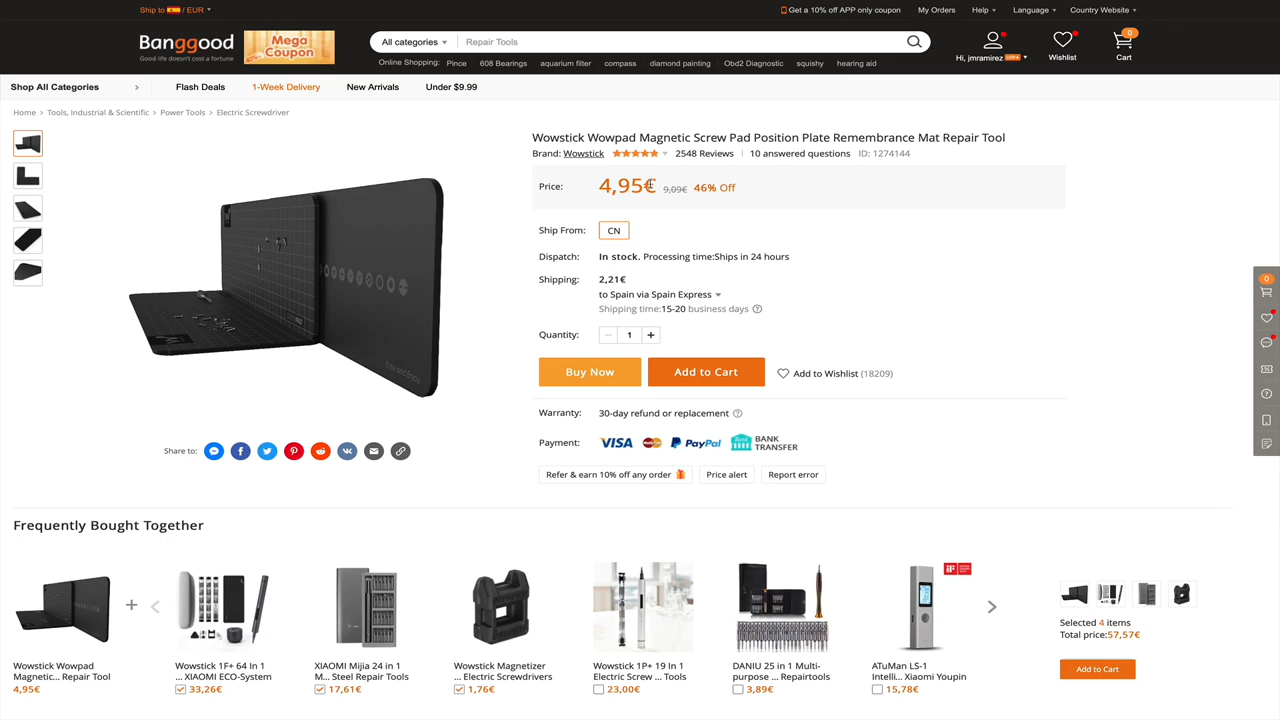 Ship to / EUR
Get a 10% off APP only coupon
My Orders
Help
Language
Country Website
Banggood
Good life doesn't cost a fortune
Mega
Coupon
All categories
Repair Tools
Hi, jmramirez
Wishlist
0
Cart
Online Shopping: Pince 608 Bearings aquarium filter compass diamond painting Obd2 Diagnostic squishy hearing aid
Shop All Categories
Flash Deals
1-Week Delivery
New Arrivals
Under $9.99
Home > Tools, Industrial & Scientific > Power Tools > Electric Screwdriver
Wowstick Wowpad Magnetic Screw Pad Position Plate Remembrance Mat Repair Tool
Brand: Wowstick 2548 Reviews 10 answered questions ID: 1274144
Price: 4,95€ 9,09€ 46% Off
Ship From: CN
Dispatch: In stock. Processing time:Ships in 24 hours
Shipping: 2,21€
to Spain via Spain Express
Shipping time:15-20 business days
Quantity: 1
Buy Now
Add to Cart
Add to Wishlist (18209)
Warranty: 30-day refund or replacement
Payment: VISA PayPal BANK TRANSFER
Refer & earn 10% off any order
Price alert
Report error
Easy and Enjoy
Share to:
0
Frequently Bought Together
Wowstick Wowpad
Magnetic... Repair Tool
4,95€
Wowstick 1F+ 64 In 1
... XIAOMI ECO-System
33,26€
XIAOMI Mijia 24 in 1
M... Steel Repair Tools
17,61€
Wowstick Magnetizer
... Electric Screwdrivers
1,76€
Wowstick 1P+ 19 In 1
Electric Screw ... Tools
23,00€
DANIU 25 in 1 Multi-
purpose ... Repairtools
3,89€
ATuMan LS-1
Intelli... Xiaomi Youpin
15,78€
Selected 4 items
Total price:57,57€
Add to Cart